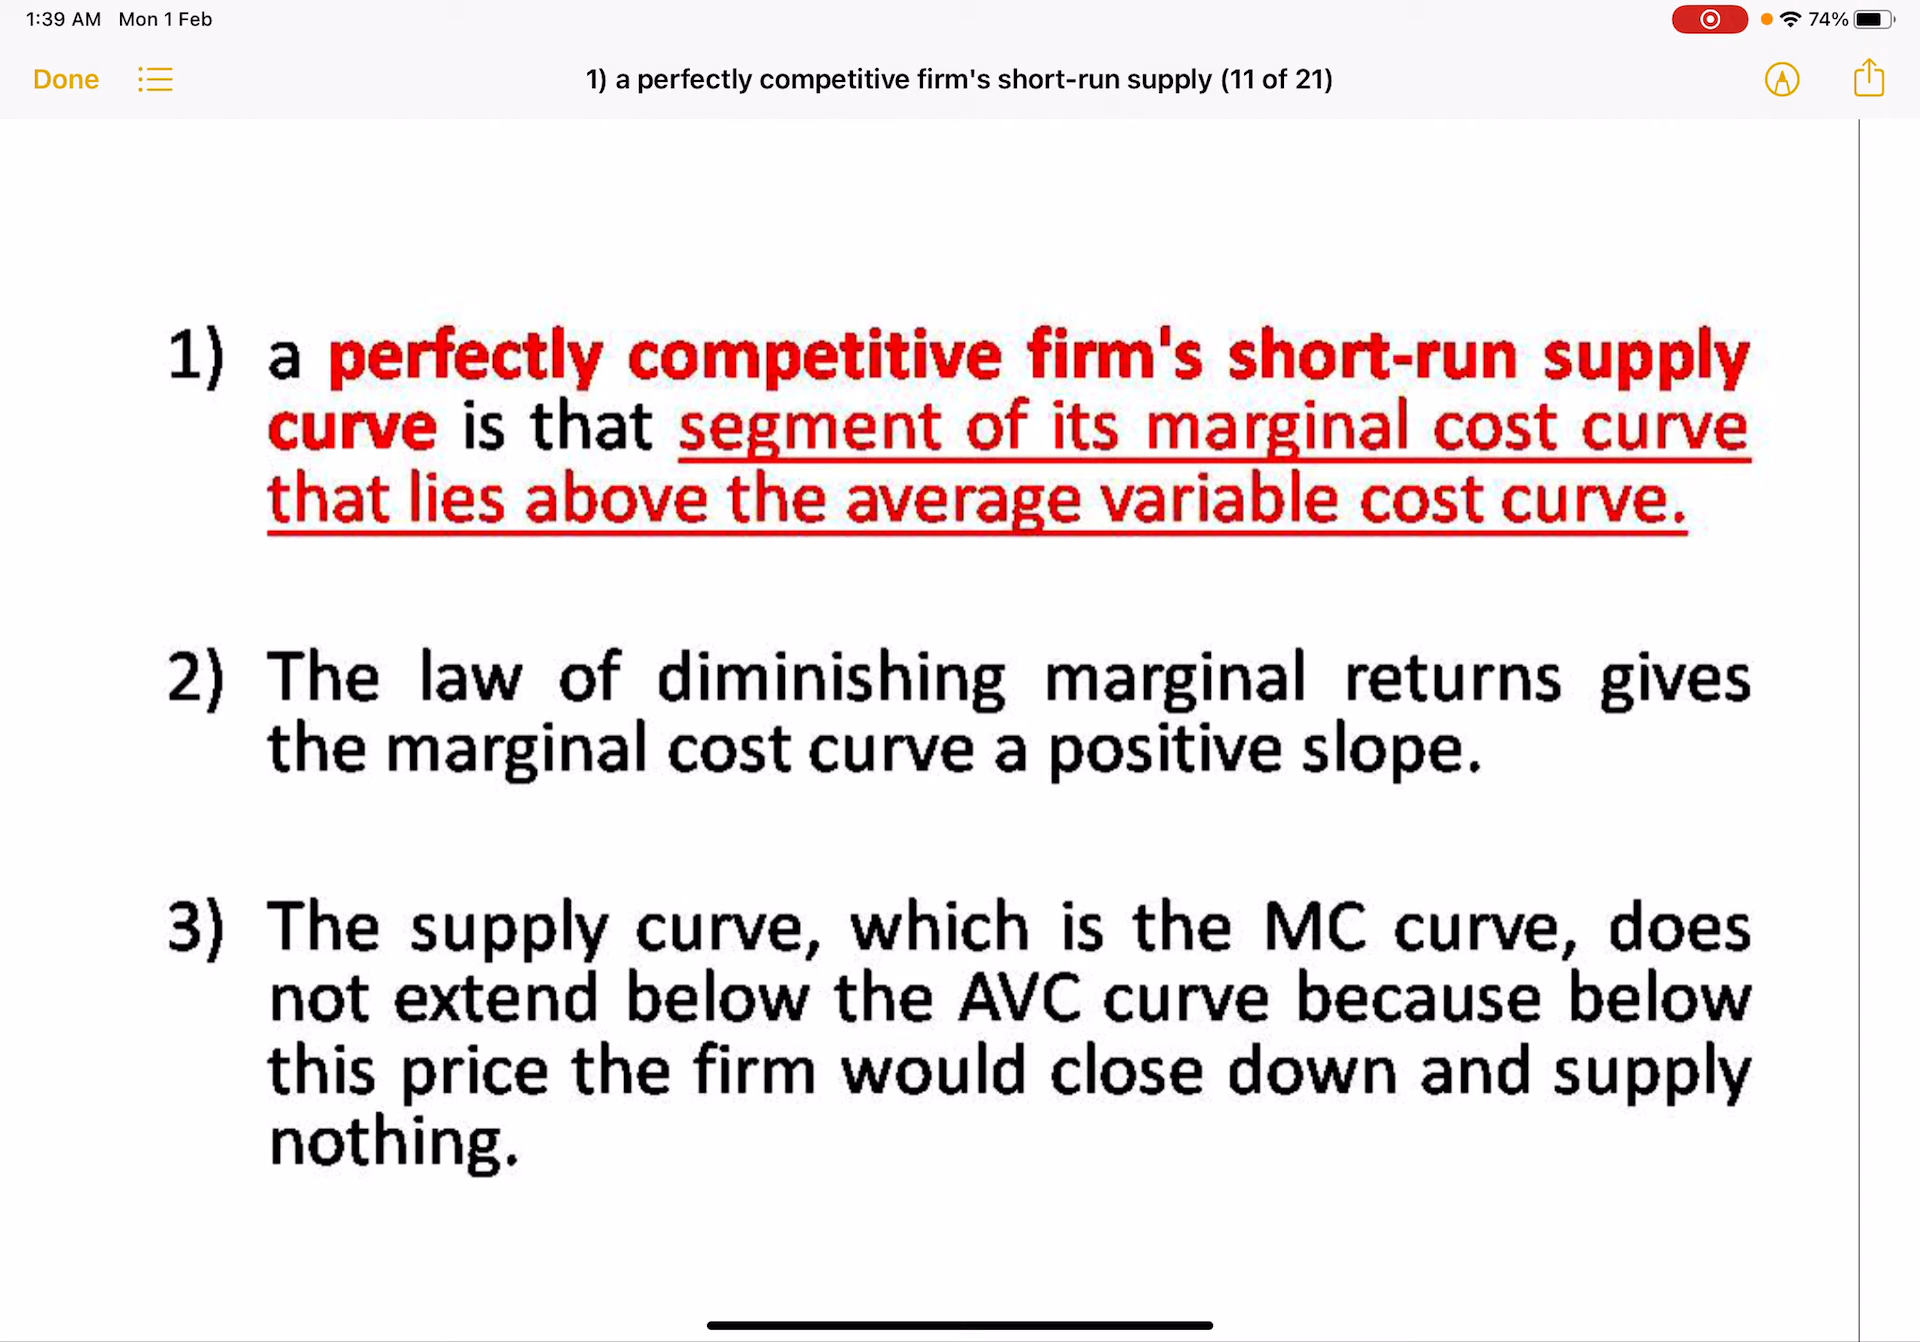 1:39 AM Mon 1 Feb
74%
Done
1) a perfectly competitive firm's short-run supply (11 of 21)
1) a perfectly competitive firm's short-run supply
curve is that segment of its marginal cost curve
that lies above the average variable cost curve.
2) The law of diminishing marginal returns gives
the marginal cost curve a positive slope.
3) The supply curve, which is the MC curve, does
not extend below the AVC curve because below
this price the firm would close down and supply
nothing.